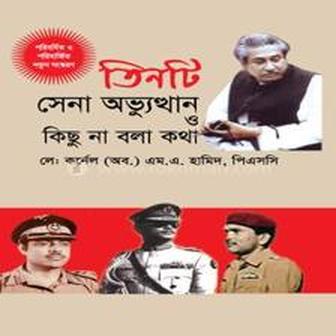 পরিবর্ধিত ও
পরিমার্জিত
নতুন সংস্করণ
তিনটি
সেনা অভ্যুত্থান
ও
কিছু না বলা কথা
লেঃ কর্নেল (অব.) এম.এ. হামিদ, পিএসসি